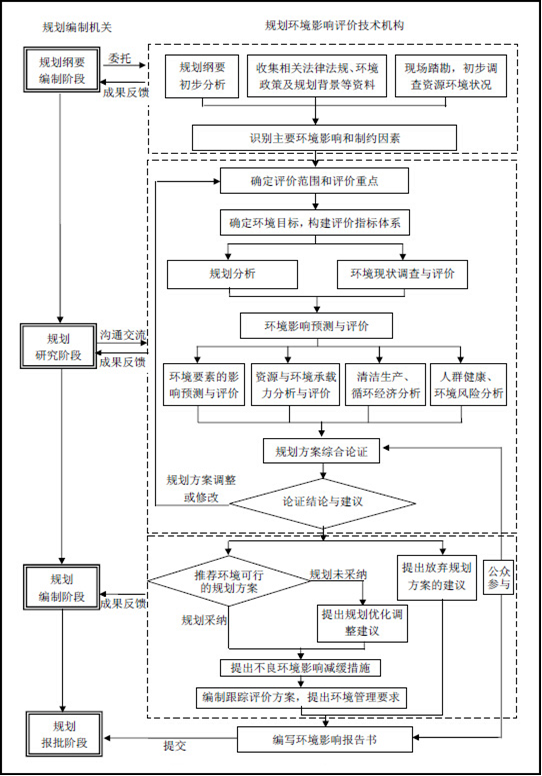 规划编制机关
规划环境影响评价技术机构
规划纲要
编制阶段
委托
成果反馈
规划纲要
初步分析
收集相关法律法规、环境
政策及规划背景等资料
现场踏勘，初步调
查资源环境状况
识别主要环境影响和制约因素
确定评价范围和评价重点
确定环境目标，构建评价指标体系
规划分析
环境现状调查与评价
规划
研究阶段
沟通交流
成果反馈
环境影响预测与评价
环境要素的影
响预测与评价
资源与环境承载
力分析与评价
清洁生产、
循环经济分析
人群健康、
环境风险分析
规划方案综合论证
规划方案调整
或修改
论证结论与建议
规划
编制阶段
成果反馈
推荐环境可行
的规划方案
规划未采纳
规划采纳
提出放弃规划
方案的建议
公众
参与
提出规划优化调
整建议
提出不良环境影响减缓措施
编制跟踪评价方案，提出环境管理要求
规划
报批阶段
提交
编写环境影响报告书